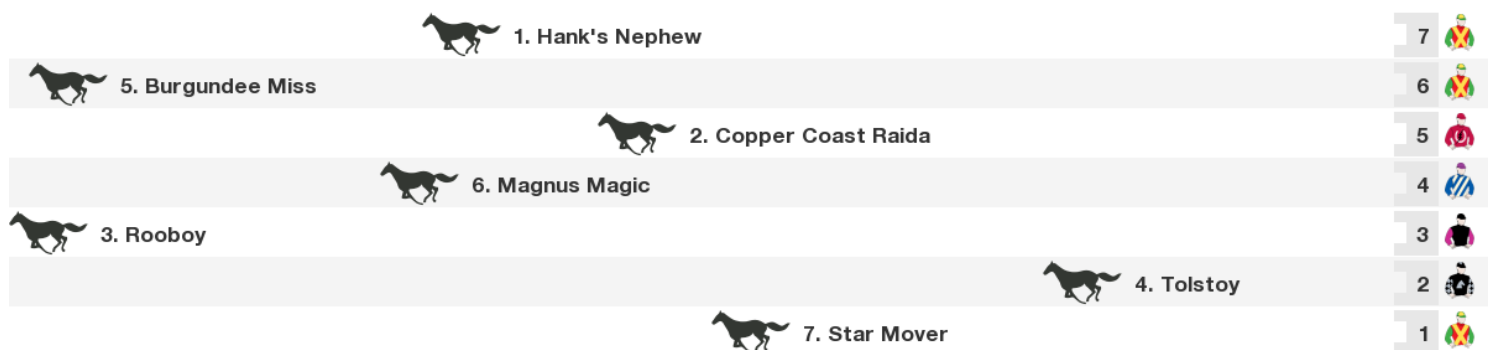 1. Hank's Nephew 7
5. Burgundee Miss 6
2. Copper Coast Raida 5
6. Magnus Magic 4
3. Rooboy 3
4. Tolstoy 2
7. Star Mover 1